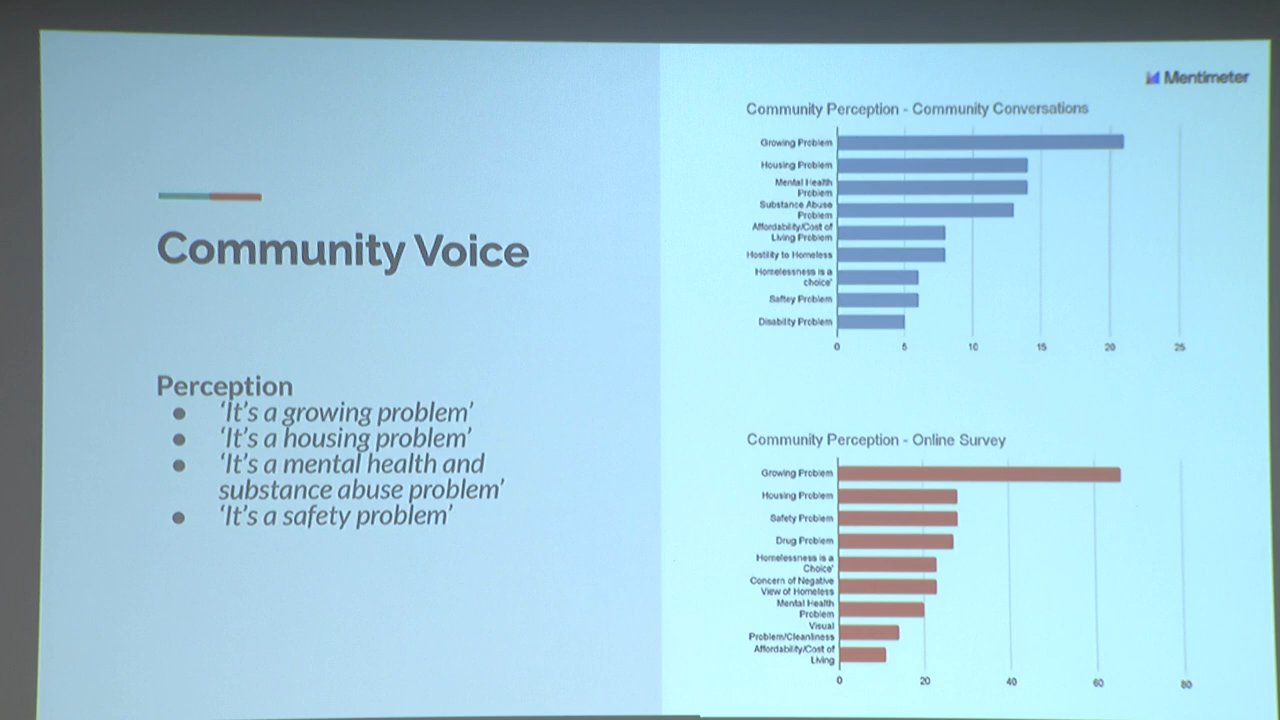 Community Voice
Perception
● ‘It’s a growing problem’
● ‘It’s a housing problem’
● ‘It’s a mental health and
substance abuse problem’
● ‘It’s a safety problem’
Mentimeter
Community Perception - Community Conversations
Growing Problem
Housing Problem
Mental Health
Problem
Substance Abuse
Problem
Affordability/Cost of
Living Problem
Hostility to Homeless
Homelessness is a
choice'
Saftey Problem
Disability Problem
0 5 10 15 20 25
Community Perception - Online Survey
Growing Problem
Housing Problem
Safety Problem
Drug Problem
Homelessness is a
Choice'
Concern of Negative
View of Homeless
Mental Health
Problem
Visual
Problem/Cleanliness
Affordability/Cost of
Living
0 20 40 60 80